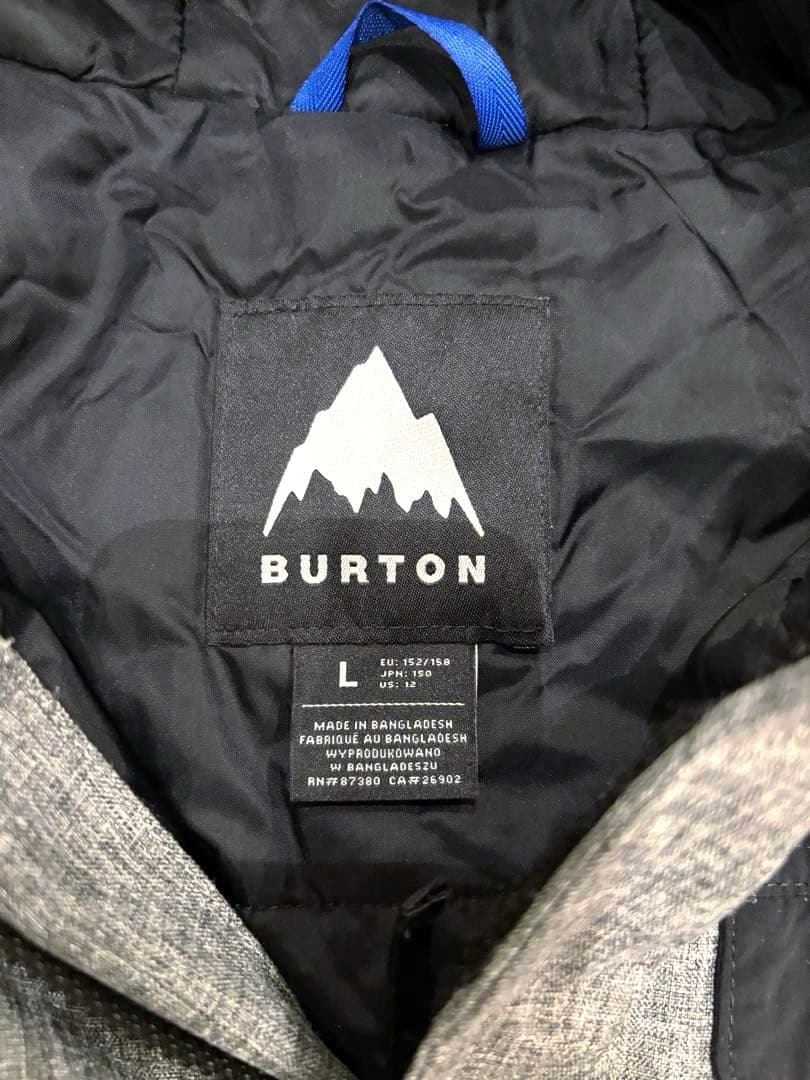 BURTON
L
EU: 152/158
JPN: 150
US: 12
MADE IN BANGLADESH
FABRIQUÉ AU BANGLADESH
WYPRODUKOWANO
W BANGLADESZU
RN#87380 CA#26902